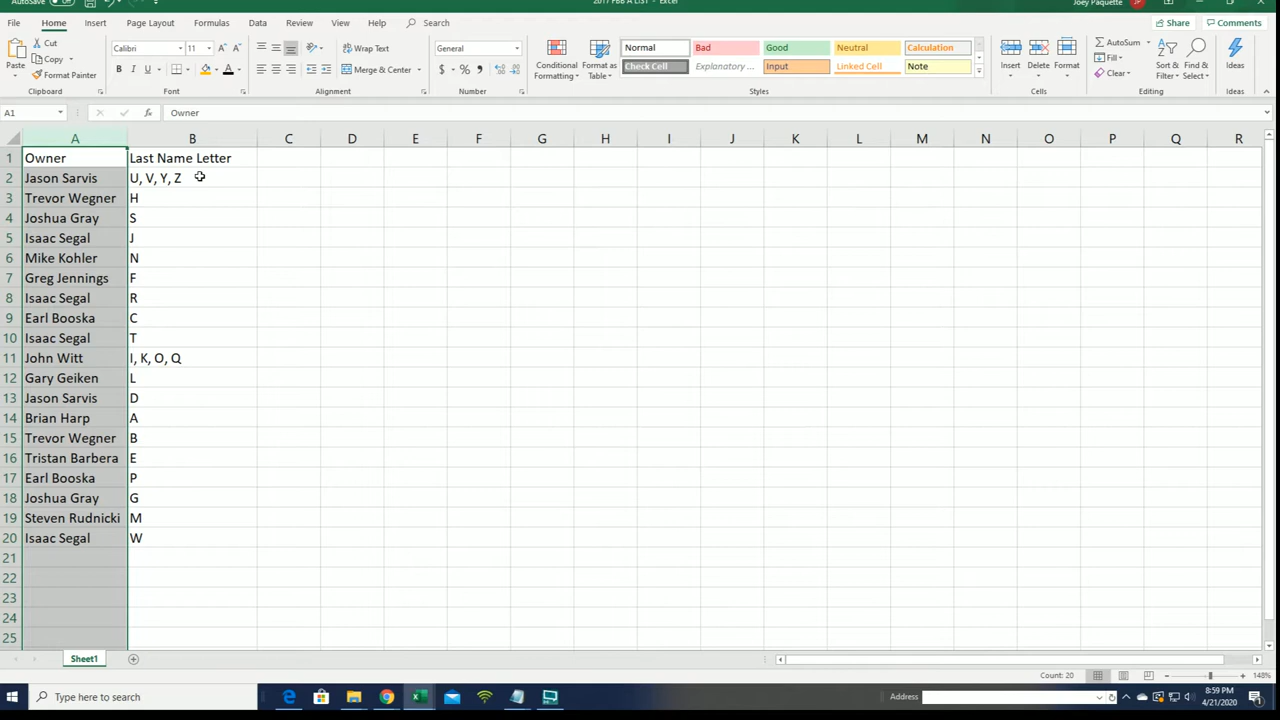 AutoSave
2017 FBB A LIST - Excel
Joey Paquette
File Home Insert Page Layout Formulas Data Review View Help Search Share Comments
Paste Cut Copy Format Painter Clipboard
Calibri 11 Font
Wrap Text Merge & Center Alignment
General Number
Conditional Formatting Format as Table
Normal Bad Good Neutral Calculation
Check Cell Explanatory ... Input Linked Cell Note
Styles
Insert Delete Format Cells
AutoSum Fill Clear Sort & Filter Find & Select Editing
Ideas Ideas
A1 fx Owner
A B C D E F G H I J K L M N O P Q R
1 Owner Last Name Letter
2 Jason Sarvis U, V, Y, Z
3 Trevor Wegner H
4 Joshua Gray S
5 Isaac Segal J
6 Mike Kohler N
7 Greg Jennings F
8 Isaac Segal R
9 Earl Booska C
10 Isaac Segal T
11 John Witt I, K, O, Q
12 Gary Geiken L
13 Jason Sarvis D
14 Brian Harp A
15 Trevor Wegner B
16 Tristan Barbera E
17 Earl Booska P
18 Joshua Gray G
19 Steven Rudnicki M
20 Isaac Segal W
21
22
23
24
25
Sheet1
Count: 20 148%
Type here to search Address 8:59 PM
4/21/2020